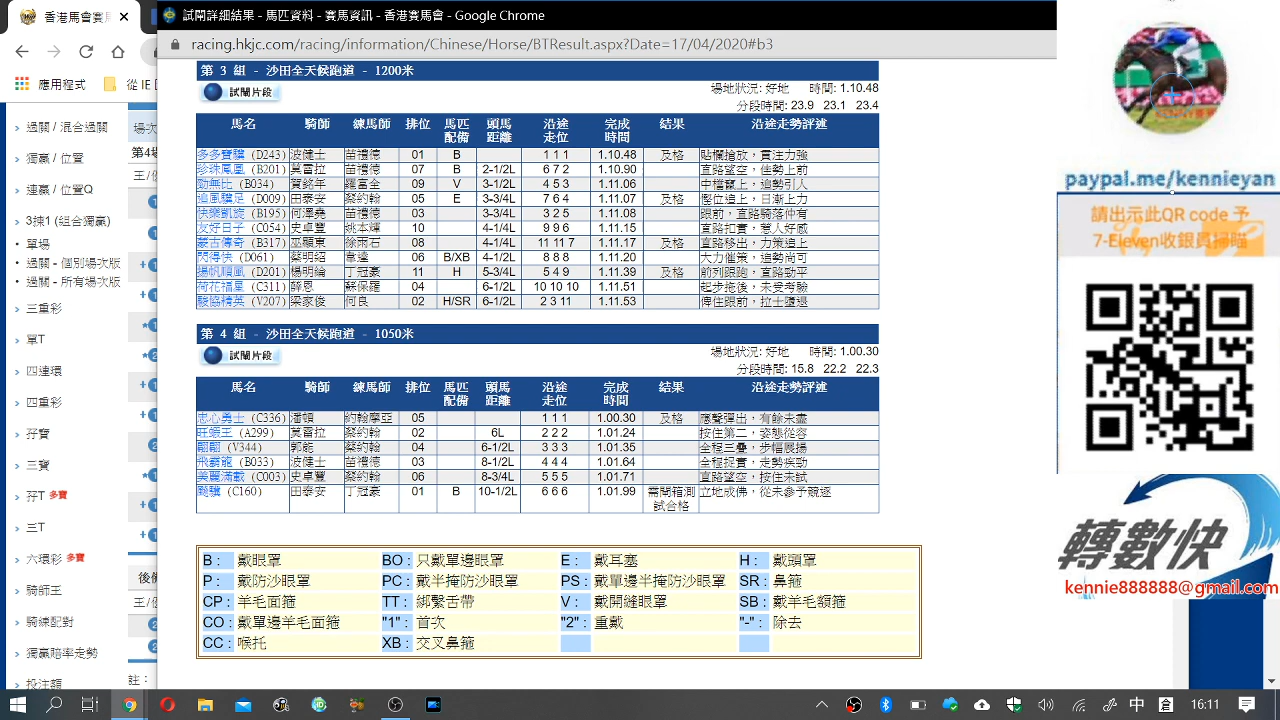 試閘詳細結果 - 馬匹資料 - 賽馬資訊 - 香港賽馬會 - Google Chrome
香港馬會賽馬
racing.hkjc.com/racing/information/Chinese/Horse/BTResult.aspx?Date=17/04/2020#b3
應用程式
從 IE
過關 / 混合過關
獨贏 / 位置
連贏 / 位置Q
3揀1 (組合獨贏)
單場
過關 - 個別場次版
過關 - 所有場次版
三重彩
單T
四連環
四重彩
孖寶
三寶
孖T 多寶
三T
六環彩 多寶
騎師王
騎練配對
獨贏賠率走勢
投注額
場次
第4場
註：
第 3 組 - 沙田全天候跑道 - 1200米
試閘片段
場地狀況: 好地 時間: 1.10.48
分段時間: 23.9 23.1 23.4
馬名 騎師 練馬師 排位 馬匹配備 頭馬距離 沿途走位 完成時間 結果 沿途走勢評述
多多寶驥 (D243) 波健士 苗禮德 01 B 1 1 1 1.10.48 及格 貼欄搶放，貫注力強
珍珠鳳凰 (B201) 莫雷拉 苗禮德 07 B 2-1/2L 6 7 2 1.10.90 直路望空，佳勢上前
勁無比 (B034) 賀銘年 羅富全 09 V 3-1/2L 4 5 3 1.11.06 中檔競上，追勢引人
追風驥足 (D009) 田泰安 蔡約翰 05 E 3-3/4L 7 6 4 1.11.07 及格 慳位追上，日漸上力
快樂凱旋 (B195) 何澤堯 苗禮德 03 3-3/4L 3 2 5 1.11.08 跟前，直路騎落仲有
友好日子 (C054) 史卓豐 姚本輝 10 4-1/4L 9 9 6 1.11.15 直路扣實，惹人好感
蒙古傳奇 (B317) 巫顯東 徐雨石 08 4-1/4L 11 11 7 1.11.17 及格 直路移出，力策追上
閃得快 (D061) 蔡明紹 韋達 06 B/XB 4-1/2L 8 8 8 1.11.20 大力催策，追勢尚可
揚帆順風 (D201) 楊明綸 丁冠豪 11 H 5-3/4L 5 4 9 1.11.39 及格 前列跟跑，直路勁平
荷花福星 (C311) 薛恩 蘇保羅 04 6-1/2L 10 10 10 1.11.51 起步拖後，未受考驗
駿協精英 (V207) 梁家俊 何良 02 H/SR 6-1/2L 2 3 11 1.11.53 俾住跟前，拉士墮退
第 4 組 - 沙田全天候跑道 - 1050米
試閘片段
場地狀況: 好地 時間: 1.00.30
分段時間: 15.8 22.2 22.3
馬名 騎師 練馬師 排位 馬匹配備 頭馬距離 沿途走位 完成時間 結果 沿途走勢評述
忠心勇士 (C336) 潘頓 約翰摩亞 05 1 1 1 1.00.30 及格 應聲彈出，有餘未盡
旺蝦王 (A299) 莫雷拉 蔡約翰 02 6L 2 2 2 1.01.24 按住第二，姿態從容
翩翩 (V344) 郭能 蔡約翰 04 6-1/2L 3 3 3 1.01.35 全程三疊，步幅展揚
飛霸龍 (B033) 波健士 苗禮德 03 8-1/2L 4 4 4 1.01.64 全程捉實，走勢疾勁
美麗滿載 (C003) 史卓豐 蔡約翰 06 8-3/4L 5 5 5 1.01.71 直路望空，按住未試
(C160) 田泰安 丁冠豪 01 B 10-1/2L 6 6 6 1.01.99 需閘箱測試合格 立地成佛，從未參予競逐
B : 戴眼罩 BO : 只戴單邊眼罩 E : 戴耳塞 H : 戴頭罩
P : 戴防沙眼罩 PC : 戴半掩防沙眼罩 PS : 戴單邊半掩防沙眼罩 SR : 鼻箍
CP : 羊毛面箍 TT : 綁繫舌帶 V : 戴開縫眼罩 SB : 戴羊毛額箍
CO : 戴單邊羊毛面箍 "1" : 首次 "2" : 重戴 "-" : 除去
CC : 喉托 XB : 交叉鼻箍
paypal.me/kennieyan
請出示此QR code 予
7-Eleven收銀員掃瞄
轉數快
kennie888888@gmail.com
中
倉
16:11